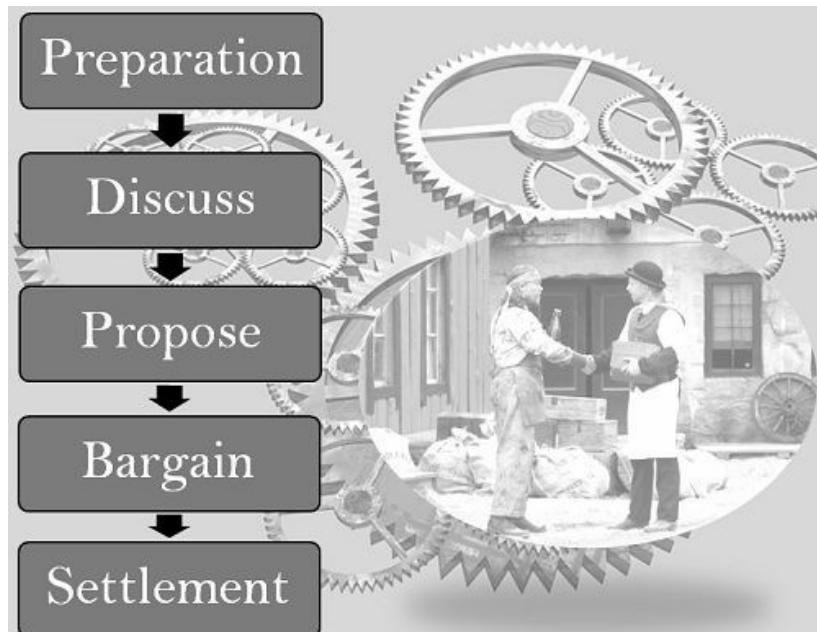 Preparation
Discuss
Propose
Bargain
Settlement